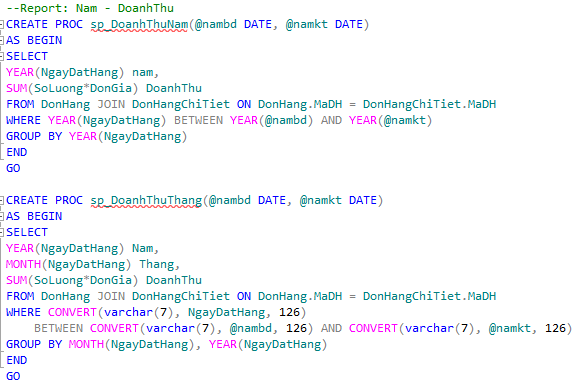 --Report: Nam - DoanhThu
CREATE PROC sp_DoanhThuNam(@nambd DATE, @namkt DATE)
AS BEGIN
SELECT
YEAR(NgayDatHang) nam,
SUM(SoLuong*DonGia) DoanhThu
FROM DonHang JOIN DonHangChiTiet ON DonHang.MaDH = DonHangChiTiet.MaDH
WHERE YEAR(NgayDatHang) BETWEEN YEAR(@nambd) AND YEAR(@namkt)
GROUP BY YEAR(NgayDatHang)
END
GO
CREATE PROC sp_DoanhThuThang(@nambd DATE, @namkt DATE)
AS BEGIN
SELECT
YEAR(NgayDatHang) Nam,
MONTH(NgayDatHang) Thang,
SUM(SoLuong*DonGia) DoanhThu
FROM DonHang JOIN DonHangChiTiet ON DonHang.MaDH = DonHangChiTiet.MaDH
WHERE CONVERT(varchar(7), NgayDatHang, 126)
BETWEEN CONVERT(varchar(7), @nambd, 126) AND CONVERT(varchar(7), @namkt, 126)
GROUP BY MONTH(NgayDatHang), YEAR(NgayDatHang)
END
GO